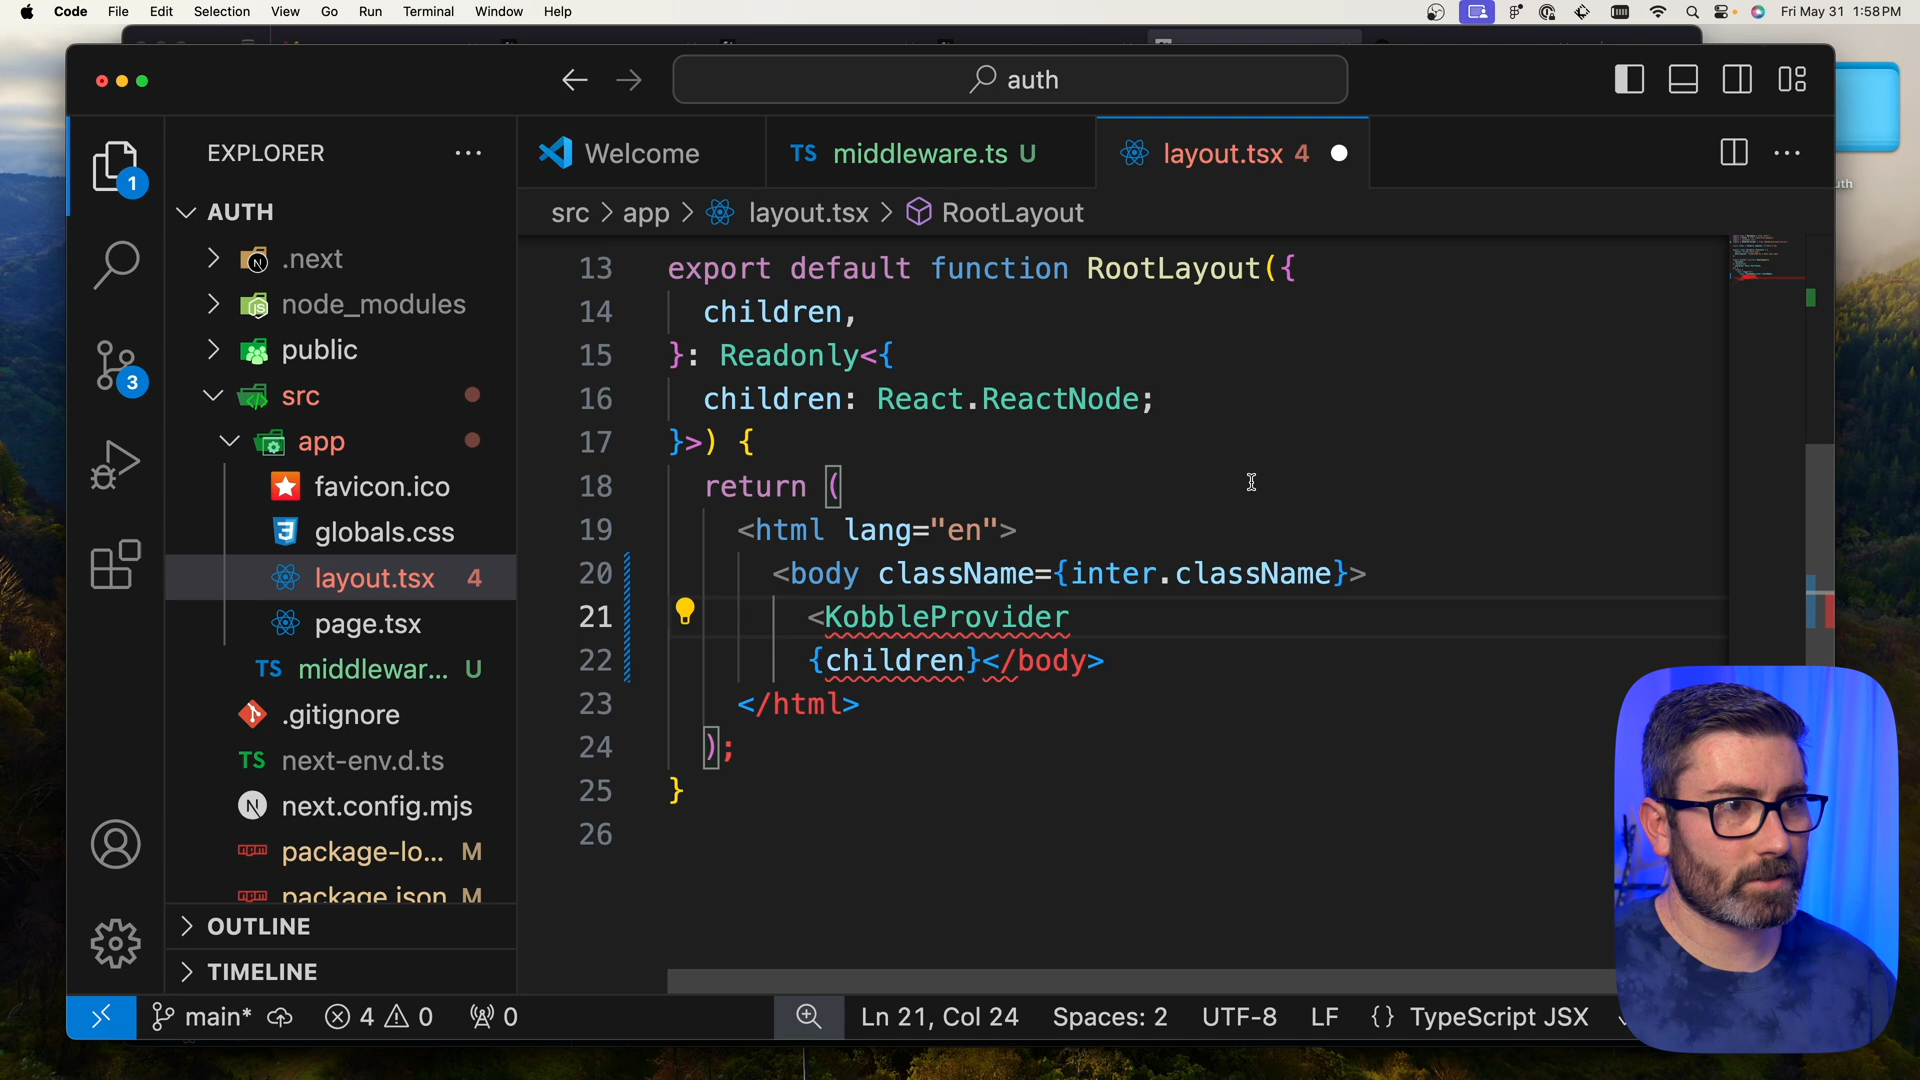 Code File Edit Selection View Go Run Terminal Window Help Fri May 31 1:58 PM
auth
EXPLORER
1
AUTH
.next
node_modules
public
3
src
app
favicon.ico
globals.css
layout.tsx 4
page.tsx
TS middlewar... U
.gitignore
TS next-env.d.ts
N next.config.mjs
package-lo... M
package.json M
OUTLINE
TIMELINE
Welcome
TS middleware.ts U
layout.tsx 4
src > app > layout.tsx > RootLayout
13 export default function RootLayout({
14 children,
15 }: Readonly<{
16 children: React.ReactNode;
17 }>) {
18 return (
19 <html lang="en">
20 <body className={inter.className}>
21 <KobbleProvider
22 {children}</body>
23 </html>
24 );
25 }
26
main* 4 0 0 Ln 21, Col 24 Spaces: 2 UTF-8 LF {} TypeScript JSX